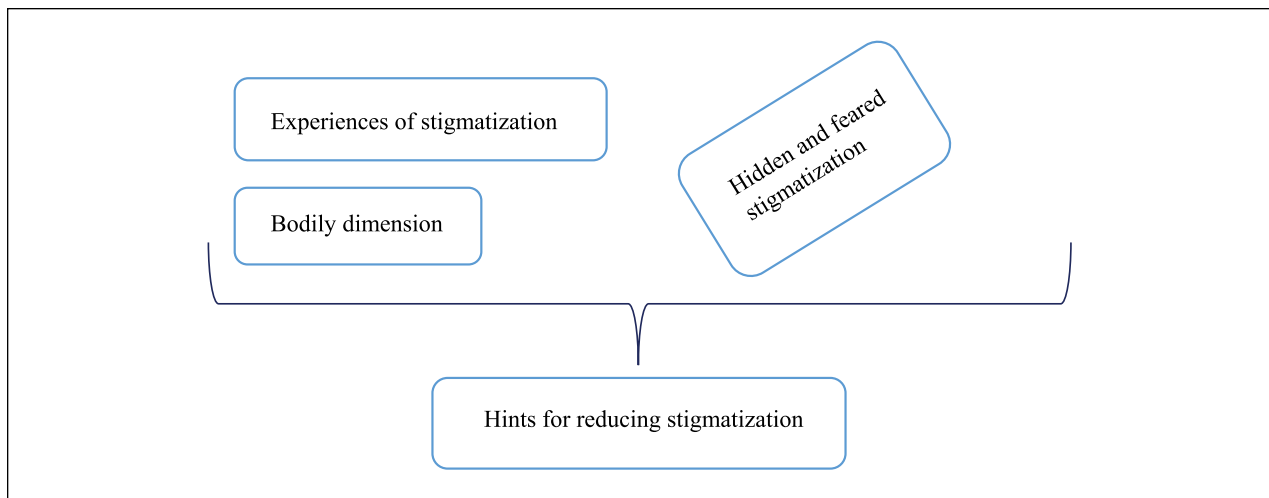 Experiences of stigmatization
Bodily dimension
Hidden and feared
stigmatization
Hints for reducing stigmatization